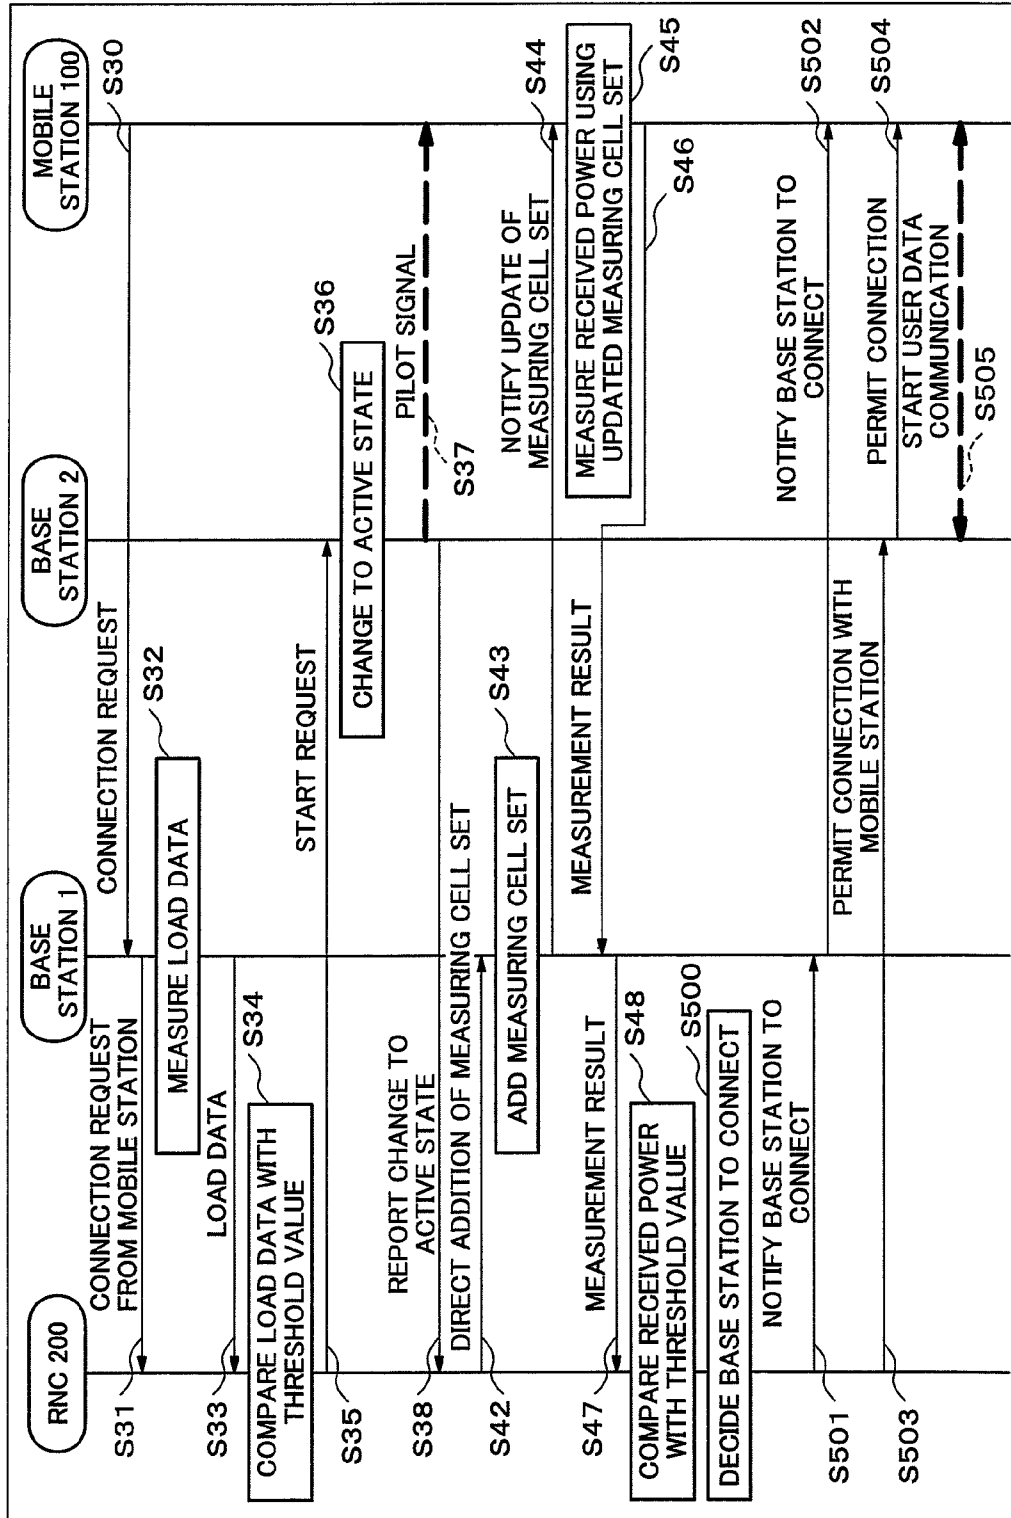 RNC 200
BASE
STATION 1
BASE
STATION 2
MOBILE
STATION 100
CONNECTION REQUEST
S30
CONNECTION REQUEST
FROM MOBILE STATION
S31
MEASURE LOAD DATA
S32
LOAD DATA
S33
COMPARE LOAD DATA WITH
THRESHOLD VALUE
S34
START REQUEST
S35
CHANGE TO ACTIVE STATE
S36
PILOT SIGNAL
S37
REPORT CHANGE TO
ACTIVE STATE
S38
DIRECT ADDITION OF MEASURING CELL SET
S42
ADD MEASURING CELL SET
S43
NOTIFY UPDATE OF
MEASURING CELL SET
S44
MEASURE RECEIVED POWER USING
UPDATED MEASURING CELL SET
S45
MEASUREMENT RESULT
S46
MEASUREMENT RESULT
S47
COMPARE RECEIVED POWER
WITH THRESHOLD VALUE
S48
DECIDE BASE STATION TO CONNECT
S500
NOTIFY BASE STATION TO
CONNECT
S501
NOTIFY BASE STATION TO
CONNECT
S502
PERMIT CONNECTION WITH
MOBILE STATION
S503
PERMIT CONNECTION
S504
START USER DATA
COMMUNICATION
S505